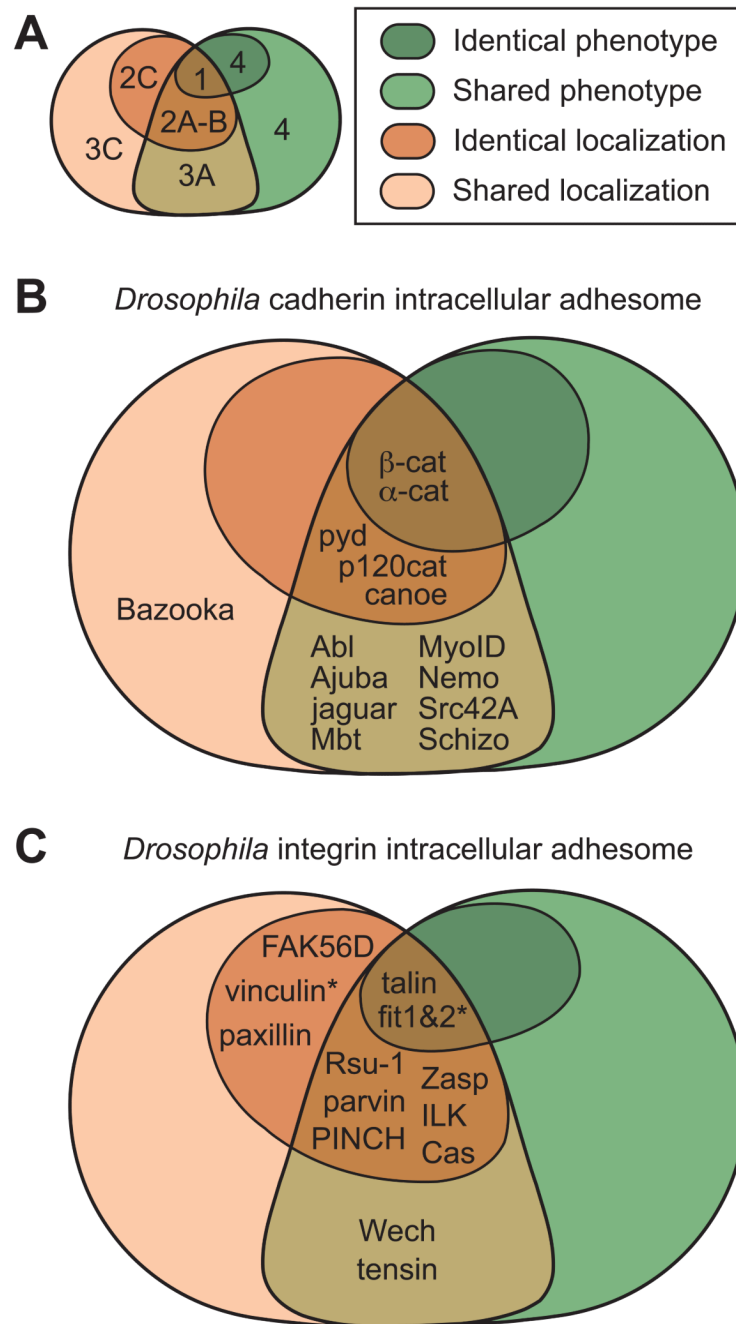 A
2C
1
4
2A-B
4
3C
3A
Identical phenotype
Shared phenotype
Identical localization
Shared localization
B
Drosophila cadherin intracellular adhesome
β-cat
α-cat
pyd
p120cat
canoe
Bazooka
Abl MyoID
Ajuba Nemo
jaguar Src42A
Mbt Schizo
C
Drosophila integrin intracellular adhesome
FAK56D
vinculin*
paxillin
talin
fit1&2*
Rsu-1 Zasp
parvin ILK
PINCH Cas
Wech
tensin